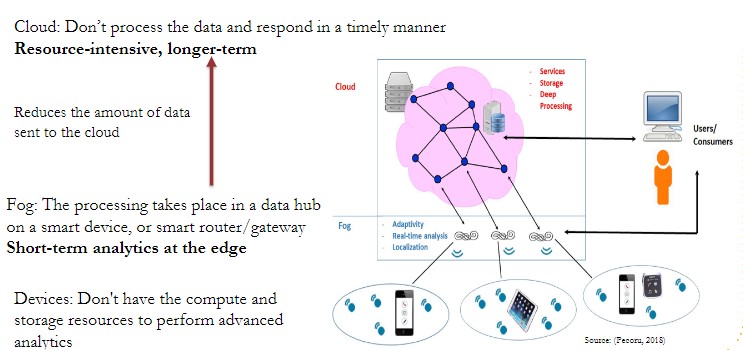 Cloud: Don't process the data and respond in a timely manner
Resource-intensive, longer-term
Reduces the amount of data
sent to the cloud
Fog: The processing takes place in a data hub
on a smart device, or smart router/gateway
Short-term analytics at the edge
Devices: Don't have the compute and
storage resources to perform advanced
analytics
Cloud
- Services
- Storage
- Deep
Processing
Users/
Consumers
Fog
- Adaptivity
- Real-time analysis
- Localization
Source: (Pecoru, 2018)